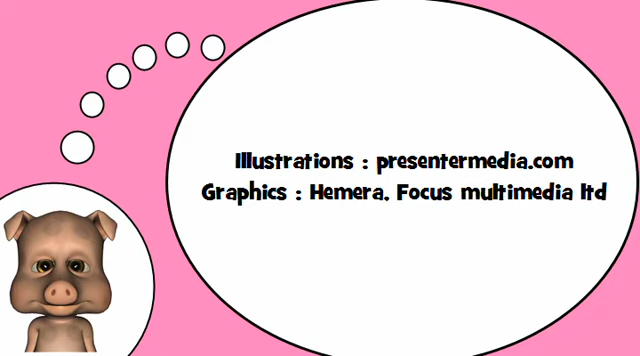 Illustrations : presentermedia.com
Graphics : Hemera. Focus multimedia ltd